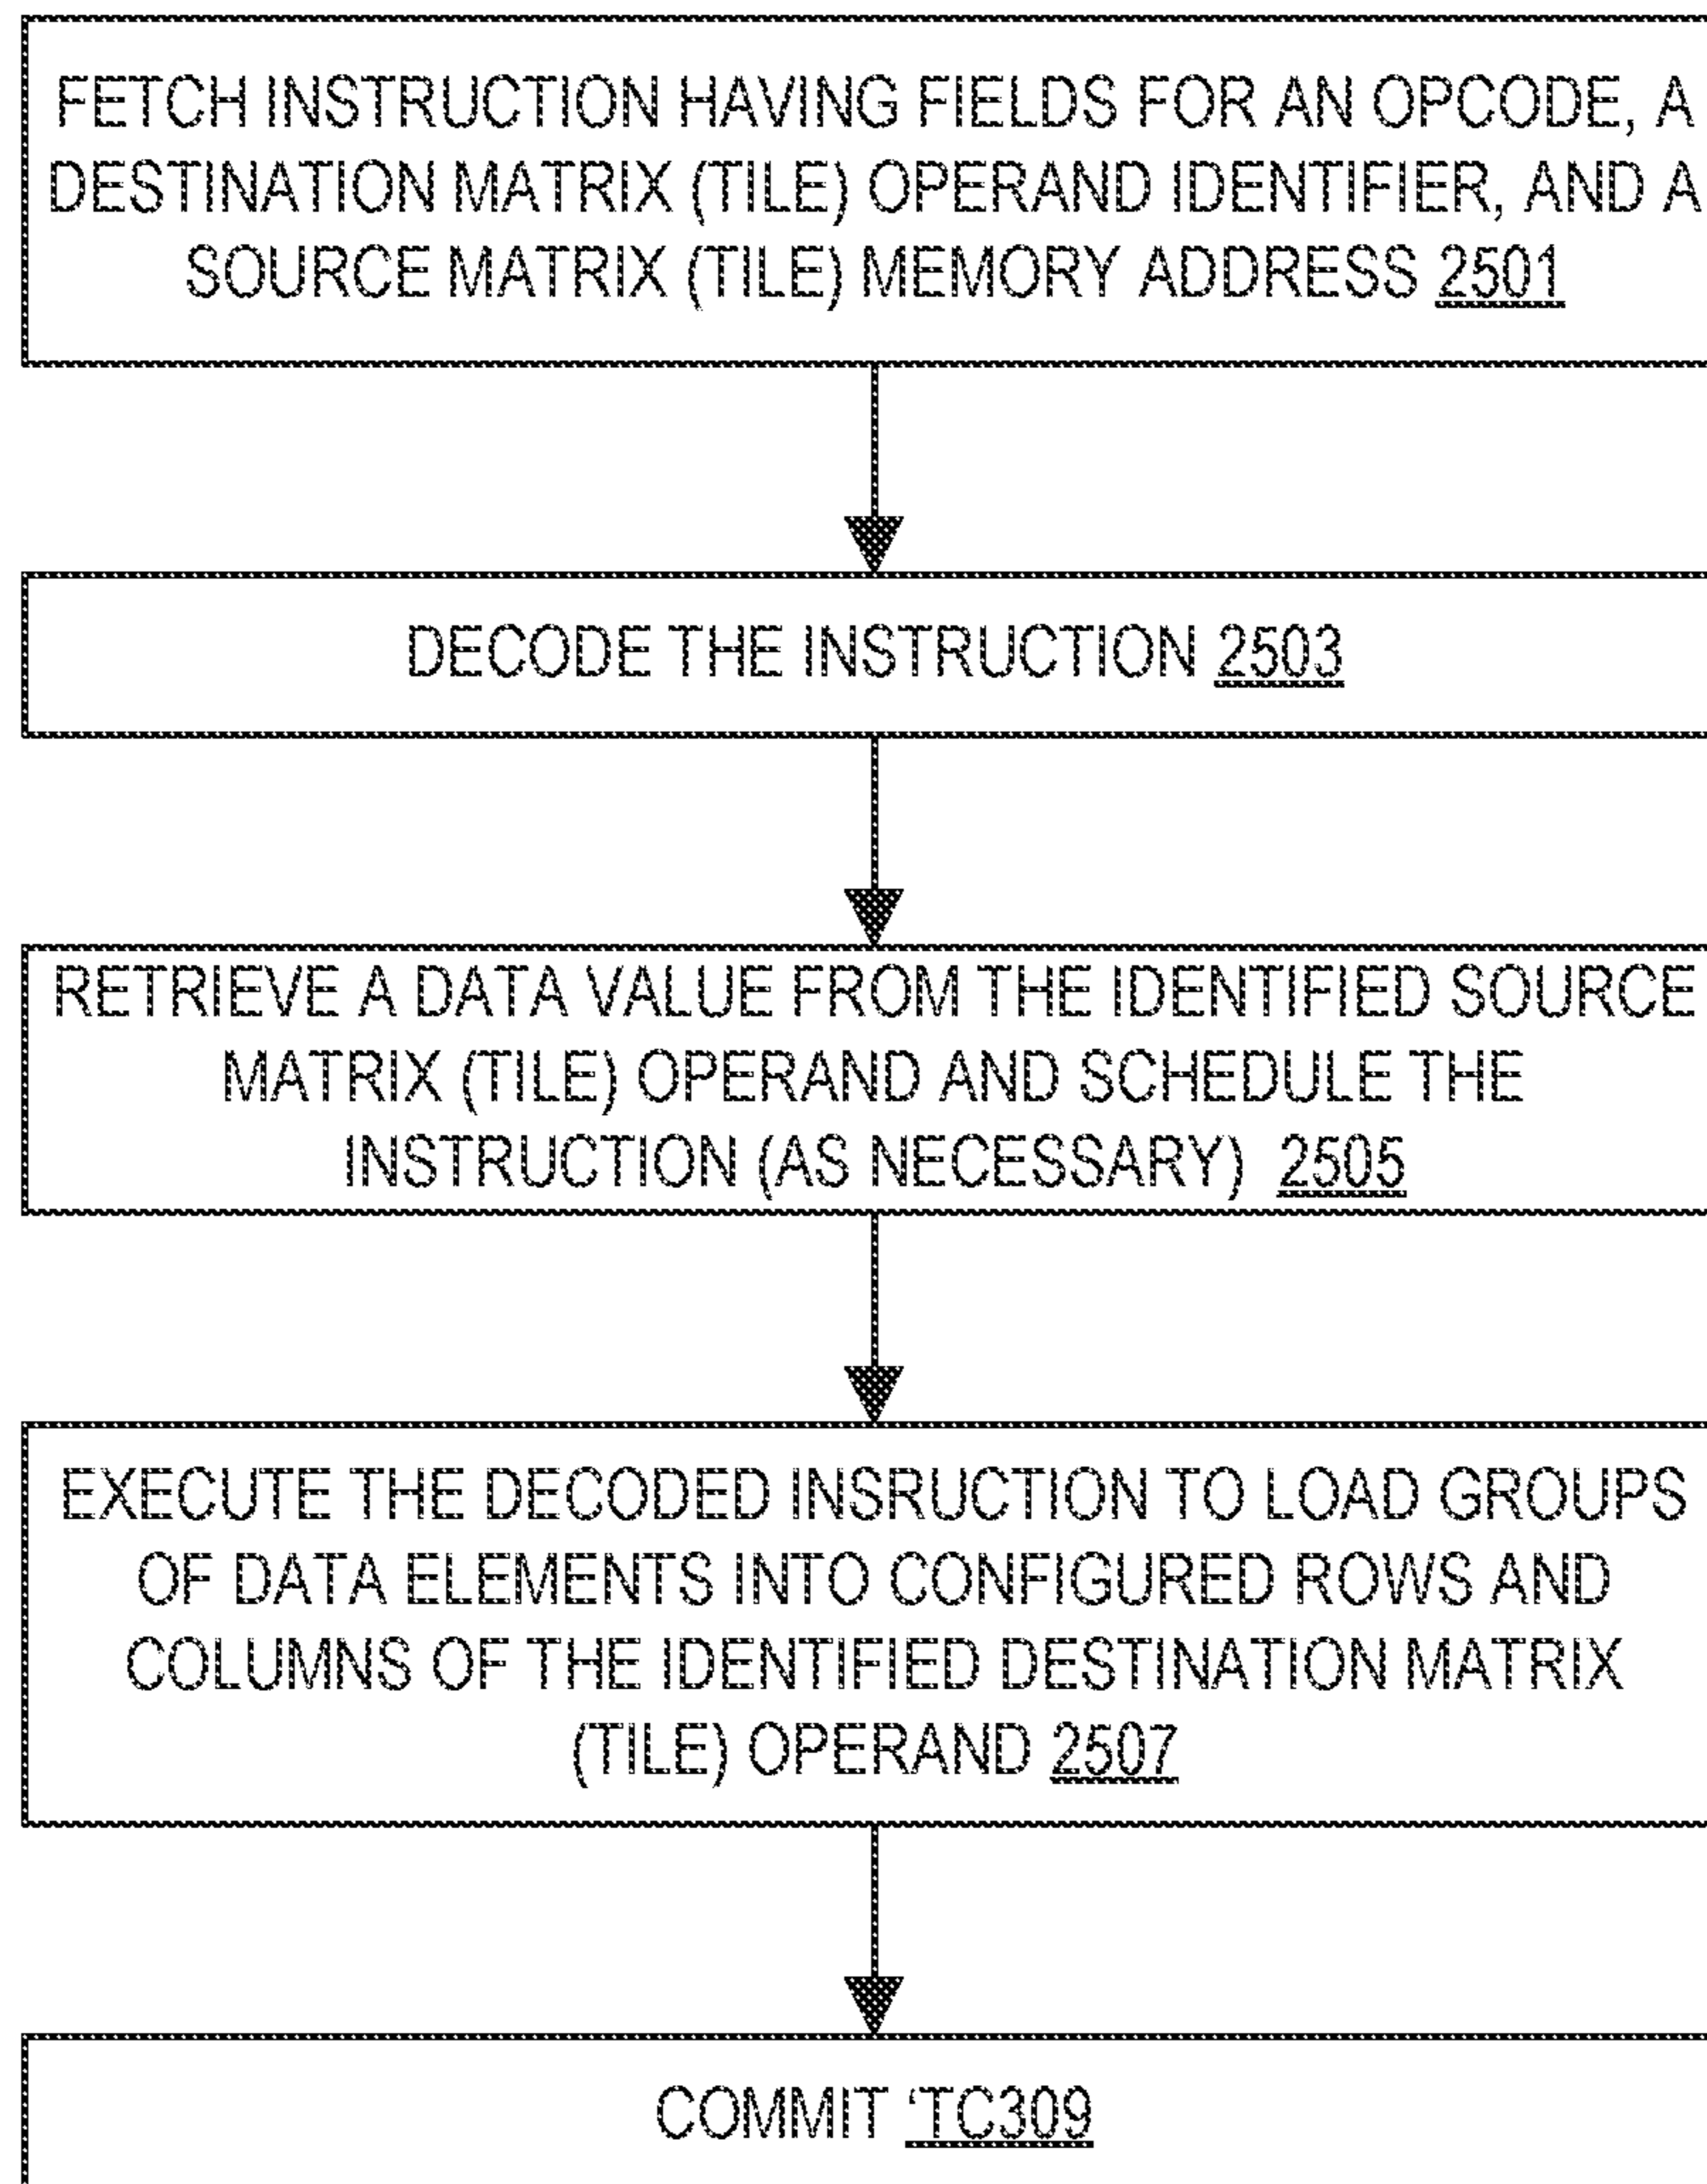 FETCH INSTRUCTION HAVING FIELDS FOR AN OPCODE, A
DESTINATION MATRIX (TILE) OPERAND IDENTIFIER, AND A
SOURCE MATRIX (TILE) MEMORY ADDRESS 2501
DECODE THE INSTRUCTION 2503
RETRIEVE A DATA VALUE FROM THE IDENTIFIED SOURCE
MATRIX (TILE) OPERAND AND SCHEDULE THE
INSTRUCTION (AS NECESSARY) 2505
EXECUTE THE DECODED INSRUCTION TO LOAD GROUPS
OF DATA ELEMENTS INTO CONFIGURED ROWS AND
COLUMNS OF THE IDENTIFIED DESTINATION MATRIX
(TILE) OPERAND 2507
COMMIT 'TC309